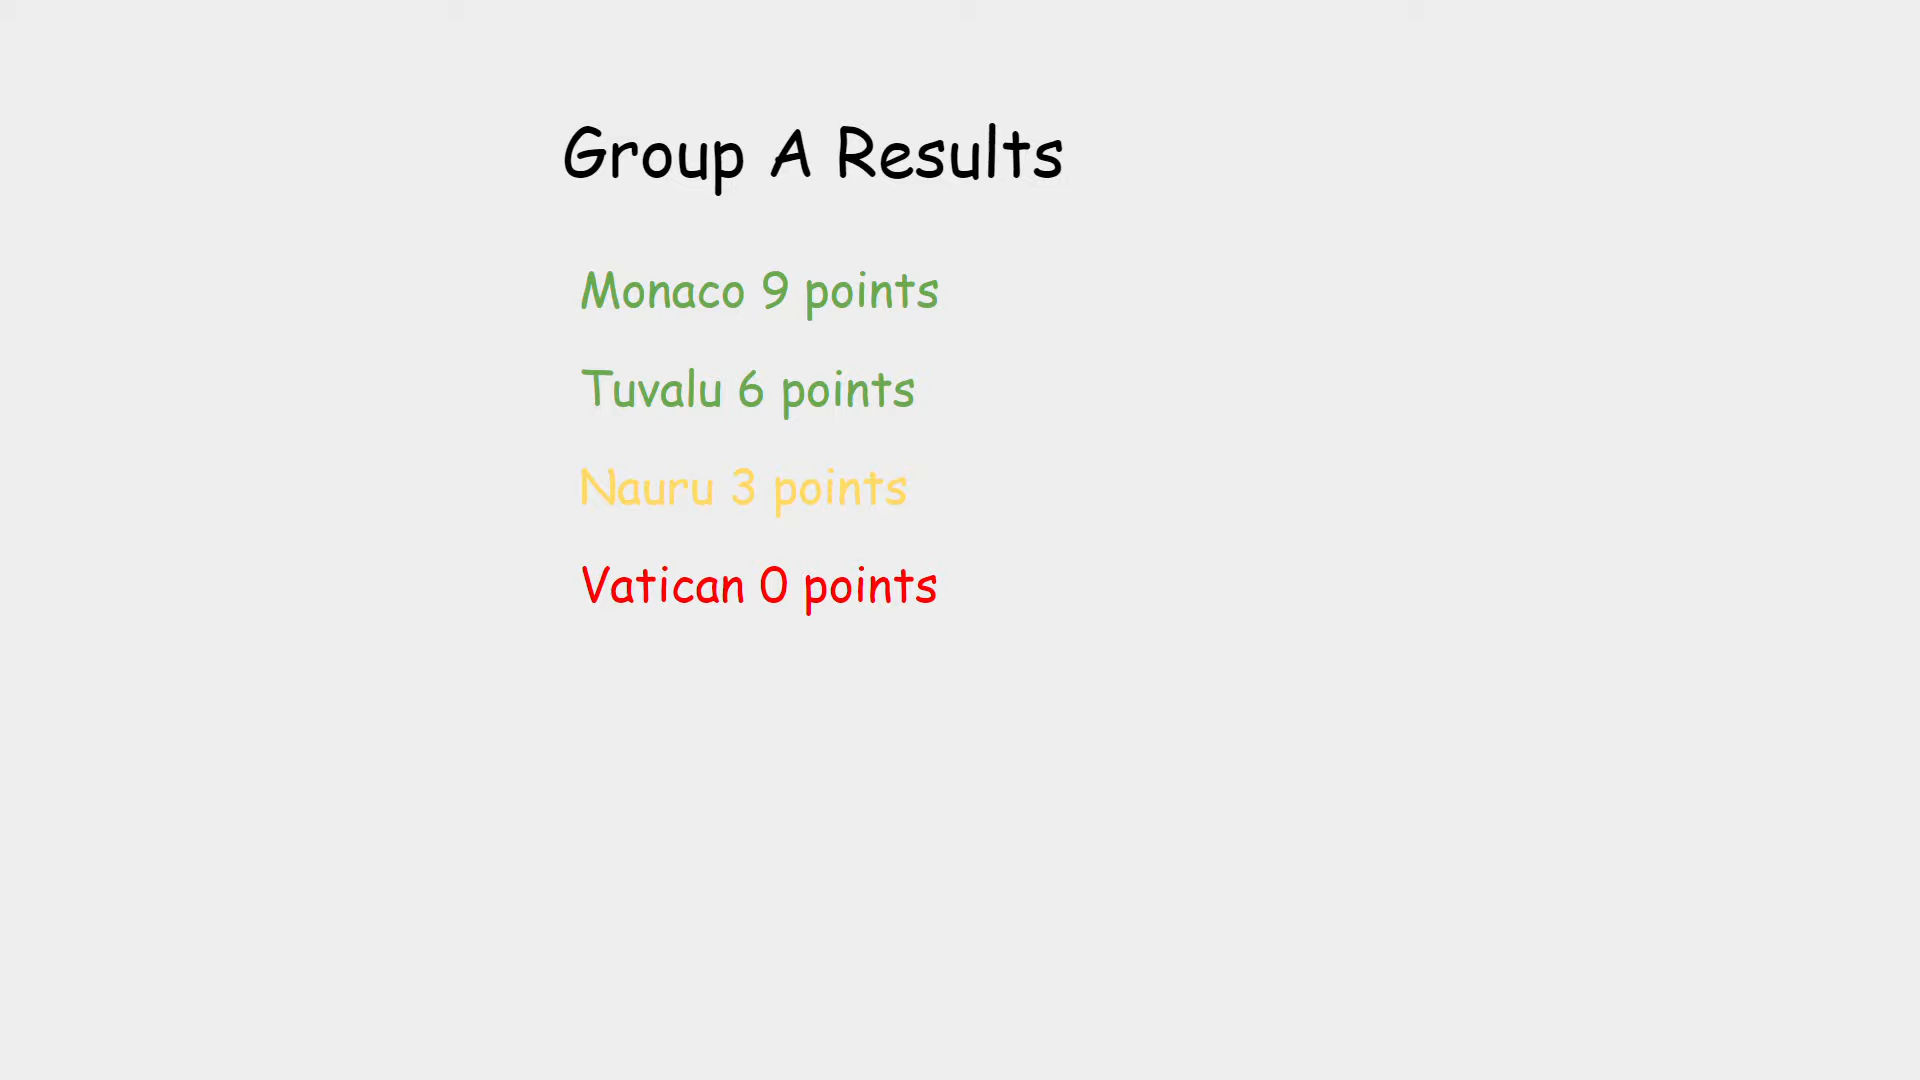 Group A Results
Monaco 9 points
Tuvalu 6 points
Nauru 3 points
Vatican 0 points